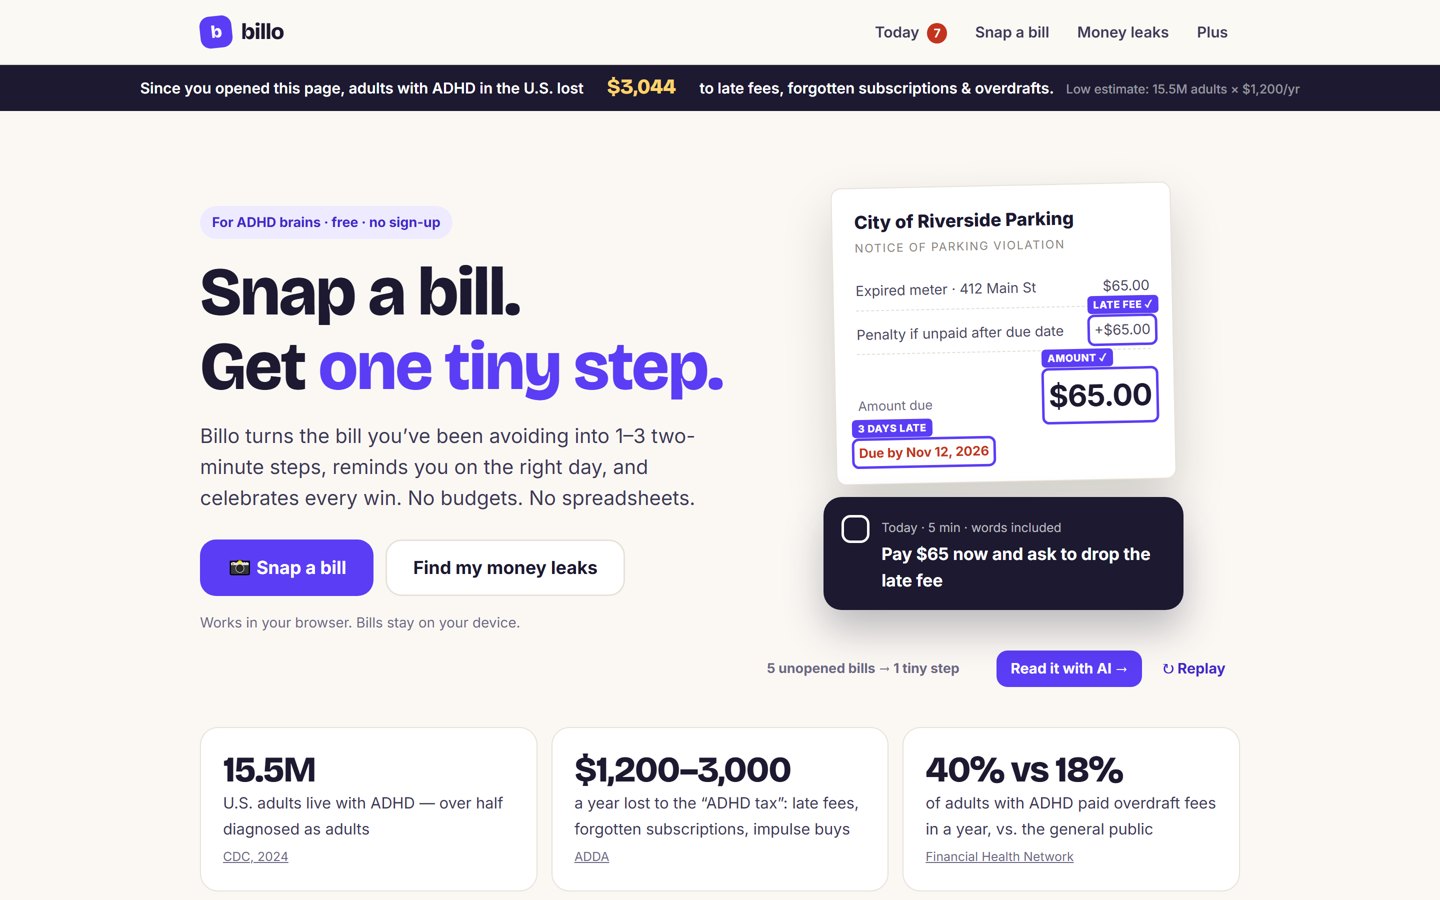 b billo
Today 7 Snap a bill Money leaks Plus
Since you opened this page, adults with ADHD in the U.S. lost $3,044 to late fees, forgotten subscriptions & overdrafts. Low estimate: 15.5M adults × $1,200/yr
For ADHD brains · free · no sign-up
Snap a bill.
Get one tiny step.
Billo turns the bill you’ve been avoiding into 1–3 two-
minute steps, reminds you on the right day, and
celebrates every win. No budgets. No spreadsheets.
📸 Snap a bill
Find my money leaks
Works in your browser. Bills stay on your device.
City of Riverside Parking
NOTICE OF PARKING VIOLATION
Expired meter · 412 Main St $65.00
LATE FEE ✓
Penalty if unpaid after due date +$65.00
AMOUNT ✓
Amount due $65.00
3 DAYS LATE
Due by Nov 12, 2026
Today · 5 min · words included
Pay $65 now and ask to drop the
late fee
5 unopened bills → 1 tiny step
Read it with AI →
↻ Replay
15.5M
U.S. adults live with ADHD — over half
diagnosed as adults
CDC, 2024
$1,200–3,000
a year lost to the “ADHD tax”: late fees,
forgotten subscriptions, impulse buys
ADDA
40% vs 18%
of adults with ADHD paid overdraft fees
in a year, vs. the general public
Financial Health Network